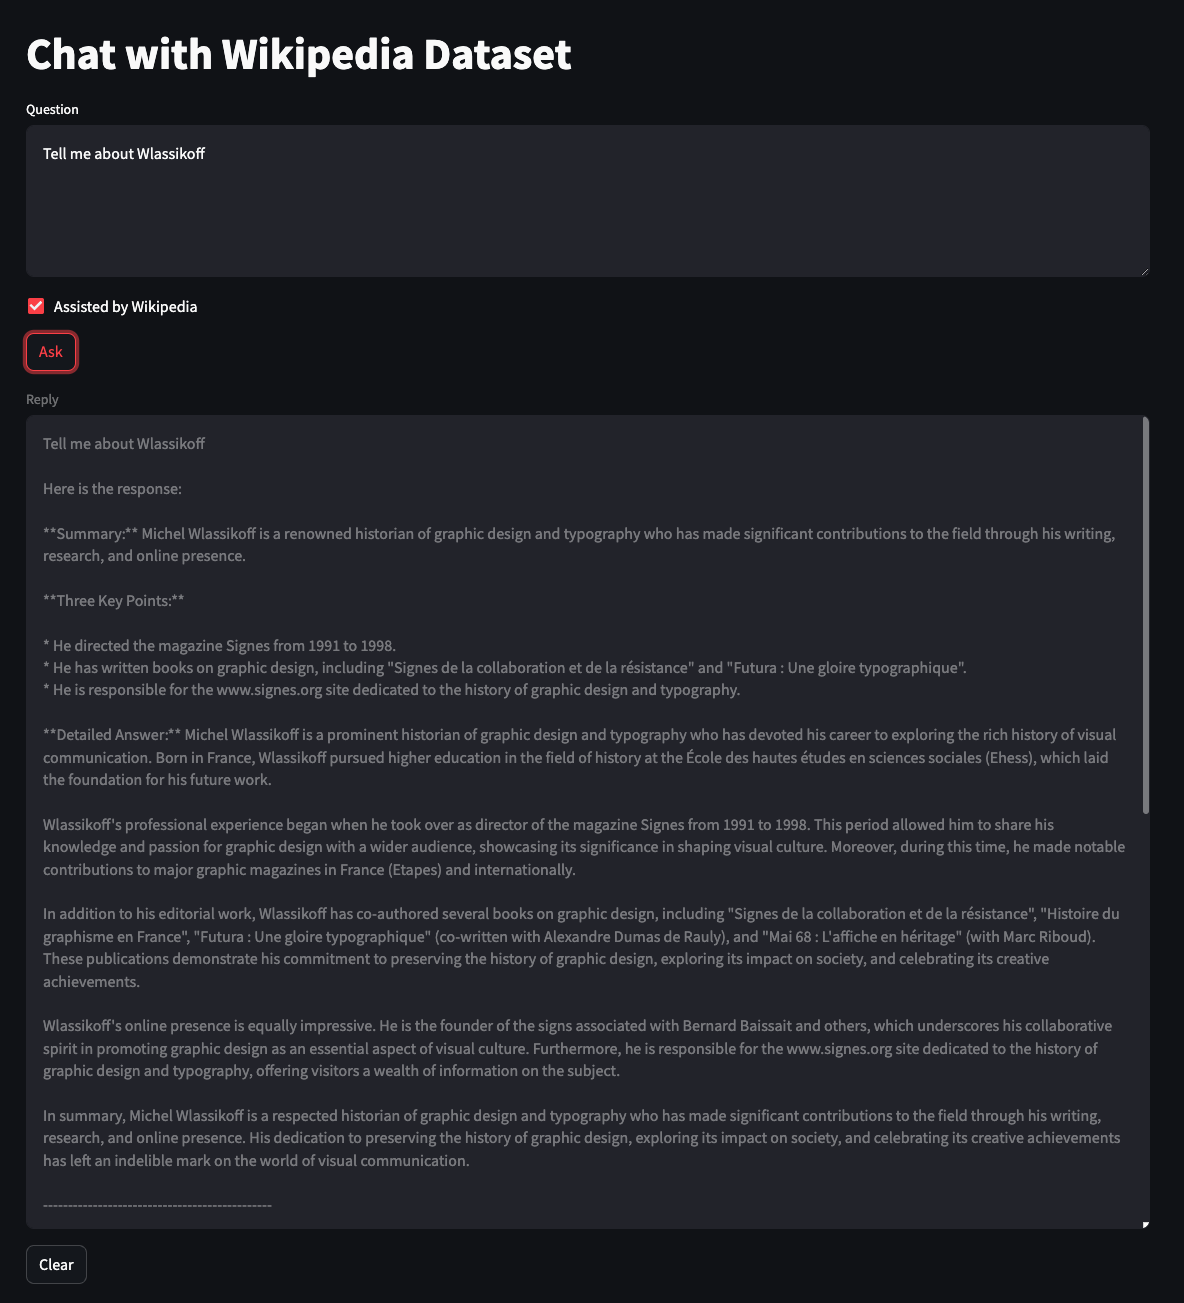 Chat with Wikipedia Dataset
Question
Tell me about Wlassikoff
Assisted by Wikipedia
Ask
Reply
Tell me about Wlassikoff
Here is the response:
**Summary:** Michel Wlassikoff is a renowned historian of graphic design and typography who has made significant contributions to the field through his writing,
research, and online presence.
**Three Key Points:**
* He directed the magazine Signes from 1991 to 1998.
* He has written books on graphic design, including "Signes de la collaboration et de la résistance" and "Futura : Une gloire typographique".
* He is responsible for the www.signes.org site dedicated to the history of graphic design and typography.
**Detailed Answer:** Michel Wlassikoff is a prominent historian of graphic design and typography who has devoted his career to exploring the rich history of visual
communication. Born in France, Wlassikoff pursued higher education in the field of history at the École des hautes études en sciences sociales (Ehess), which laid
the foundation for his future work.
Wlassikoff's professional experience began when he took over as director of the magazine Signes from 1991 to 1998. This period allowed him to share his
knowledge and passion for graphic design with a wider audience, showcasing its significance in shaping visual culture. Moreover, during this time, he made notable
contributions to major graphic magazines in France (Etapes) and internationally.
In addition to his editorial work, Wlassikoff has co-authored several books on graphic design, including "Signes de la collaboration et de la résistance", "Histoire du
graphisme en France", "Futura : Une gloire typographique" (co-written with Alexandre Dumas de Rauly), and "Mai 68 : L'affiche en héritage" (with Marc Riboud).
These publications demonstrate his commitment to preserving the history of graphic design, exploring its impact on society, and celebrating its creative
achievements.
Wlassikoff's online presence is equally impressive. He is the founder of the signs associated with Bernard Baissait and others, which underscores his collaborative
spirit in promoting graphic design as an essential aspect of visual culture. Furthermore, he is responsible for the www.signes.org site dedicated to the history of
graphic design and typography, offering visitors a wealth of information on the subject.
In summary, Michel Wlassikoff is a respected historian of graphic design and typography who has made significant contributions to the field through his writing,
research, and online presence. His dedication to preserving the history of graphic design, exploring its impact on society, and celebrating its creative achievements
has left an indelible mark on the world of visual communication.
----------------------------------------------
Clear